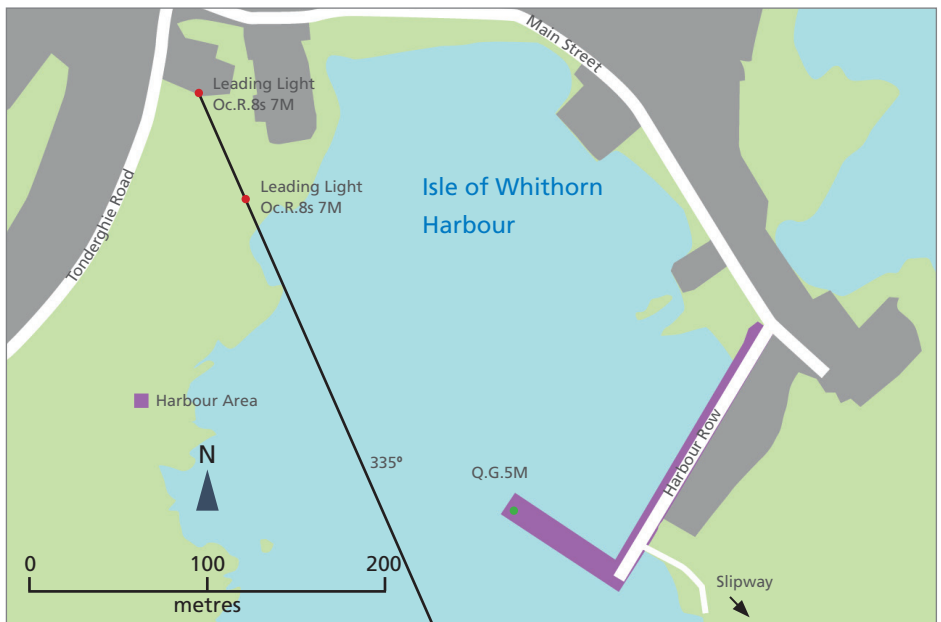 Main Street
Leading Light
Oc.R.8s 7M
Leading Light
Oc.R.8s 7M
Isle of Whithorn
Harbour
Tonderghie Road
Harbour Area
N
335°
Q.G.5M
Harbour Row
0 100 200
metres
Slipway